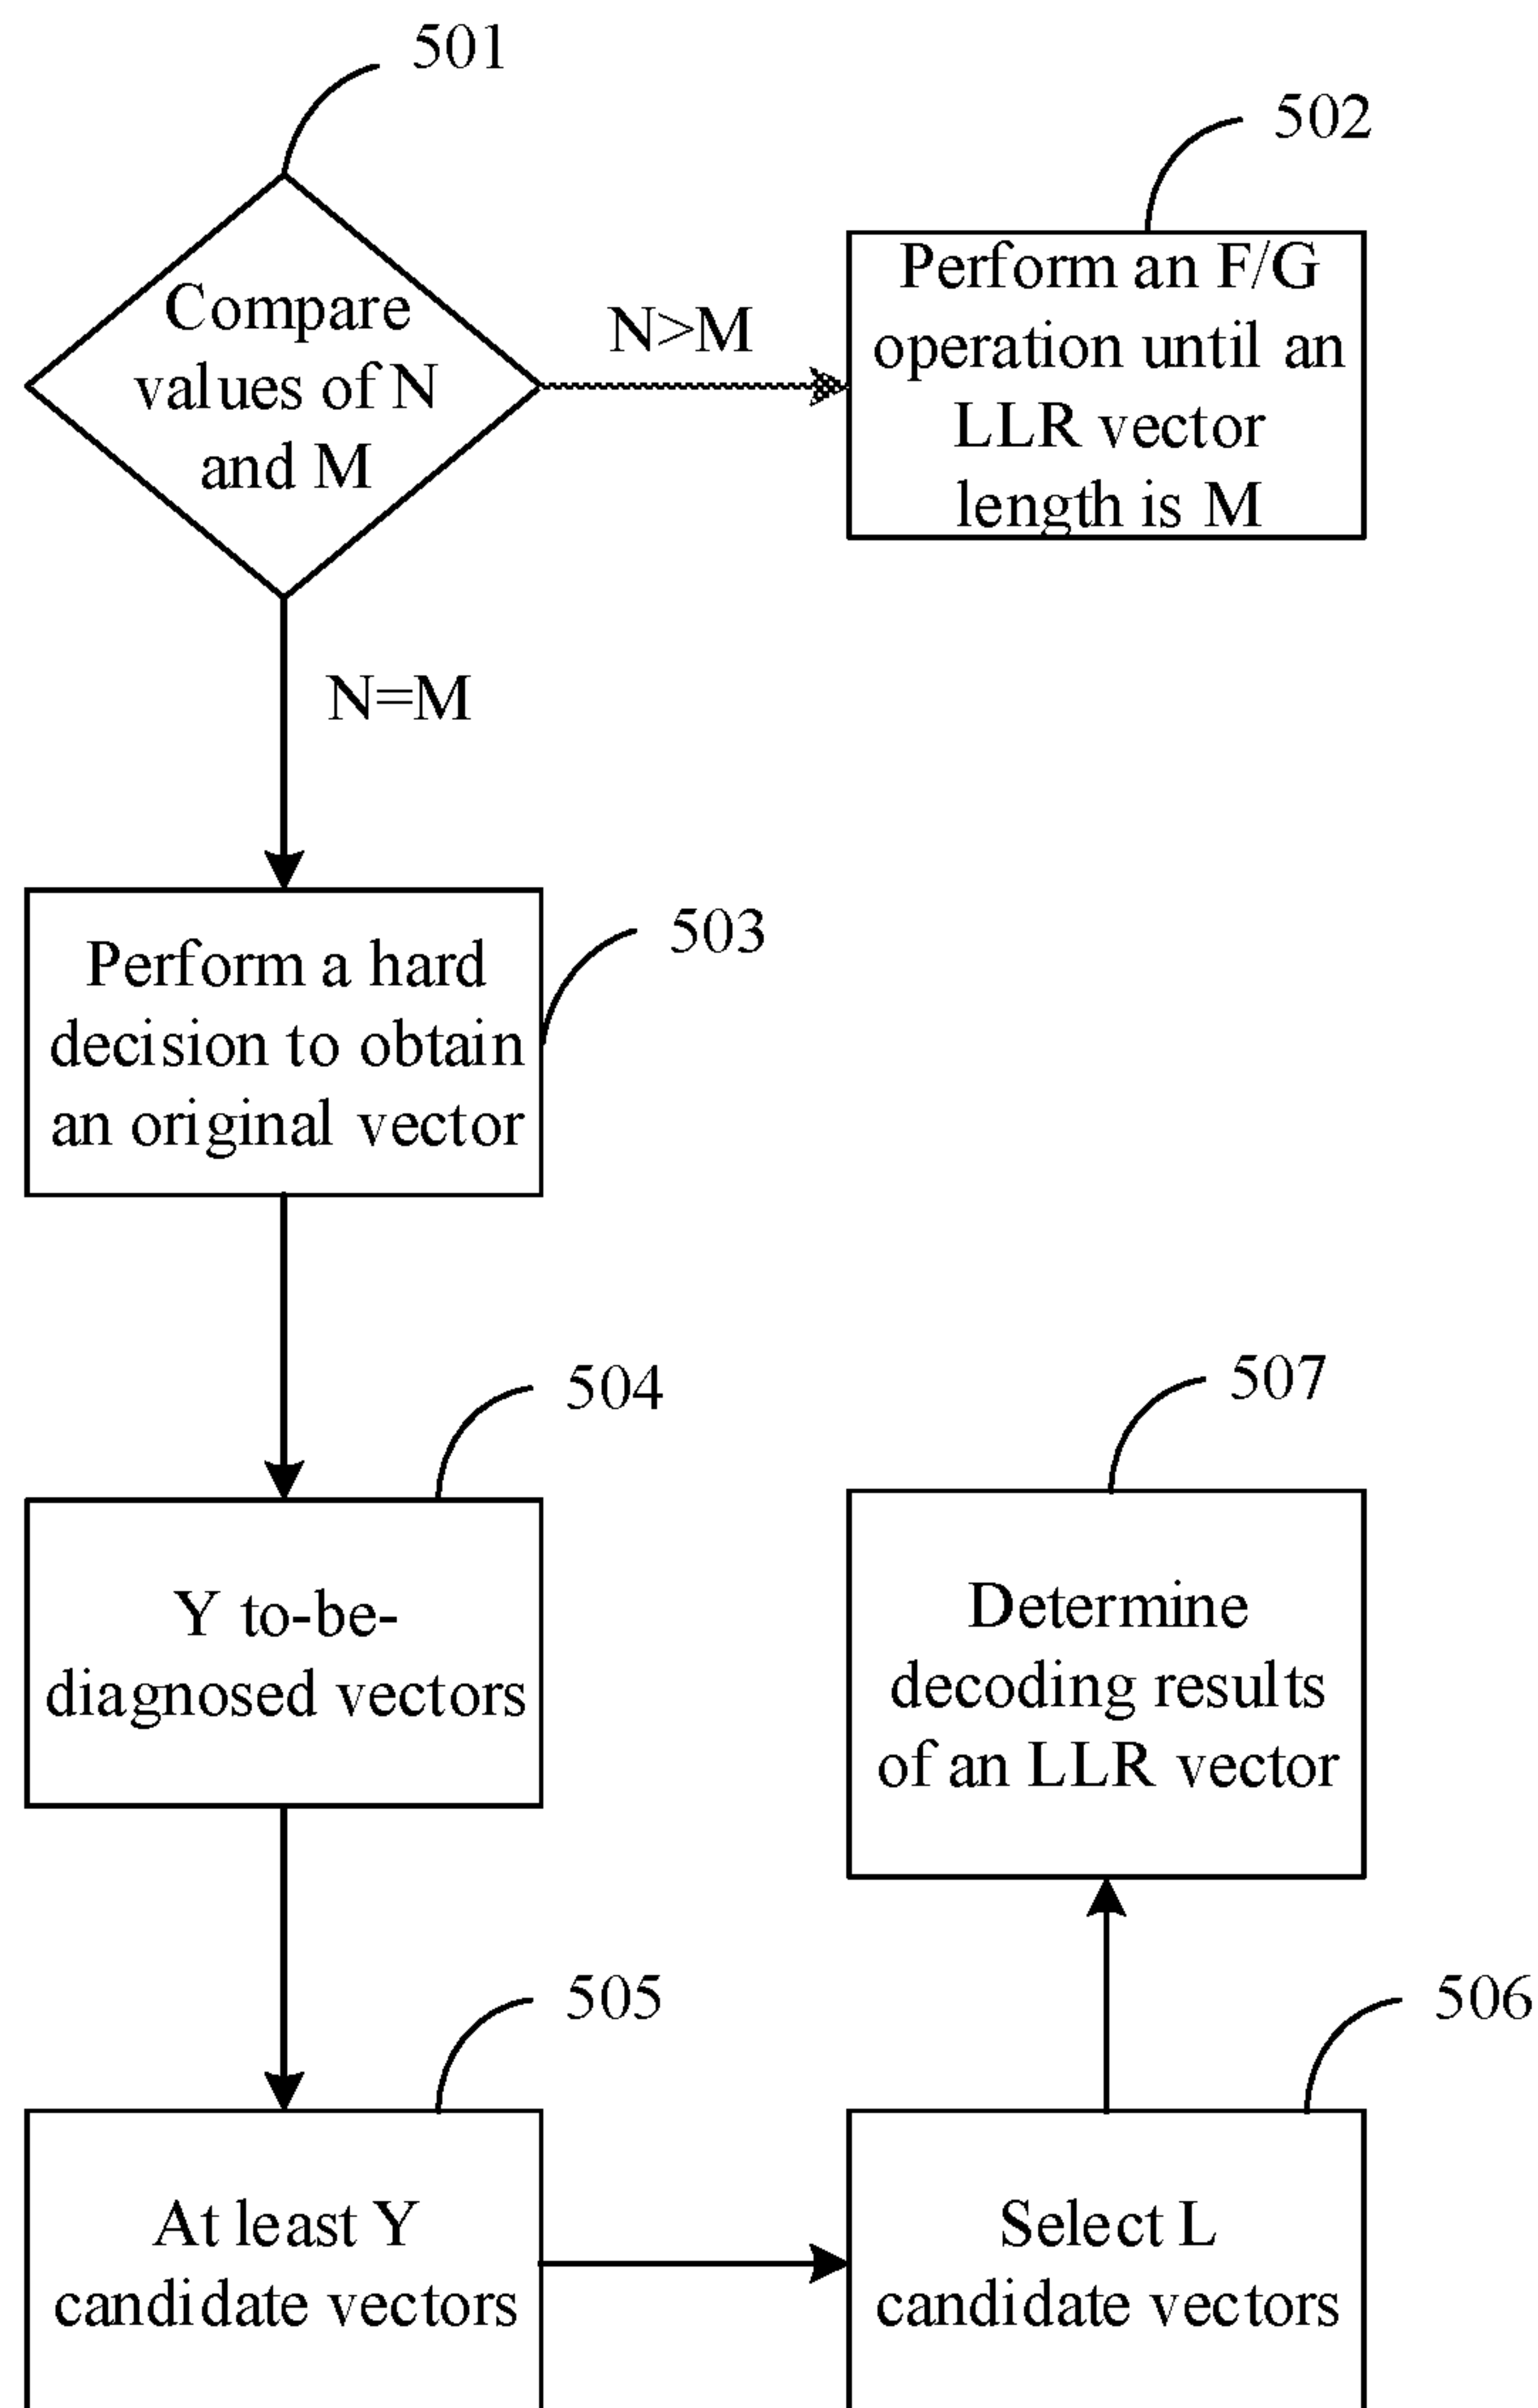 501
502
Compare
values of N
and M
N>M
Perform an F/G
operation until an
LLR vector
length is M
N=M
503
Perform a hard
decision to obtain
an original vector
504
Y to-be-
diagnosed vectors
507
Determine
decoding results
of an LLR vector
505
At least Y
candidate vectors
506
Select L
candidate vectors